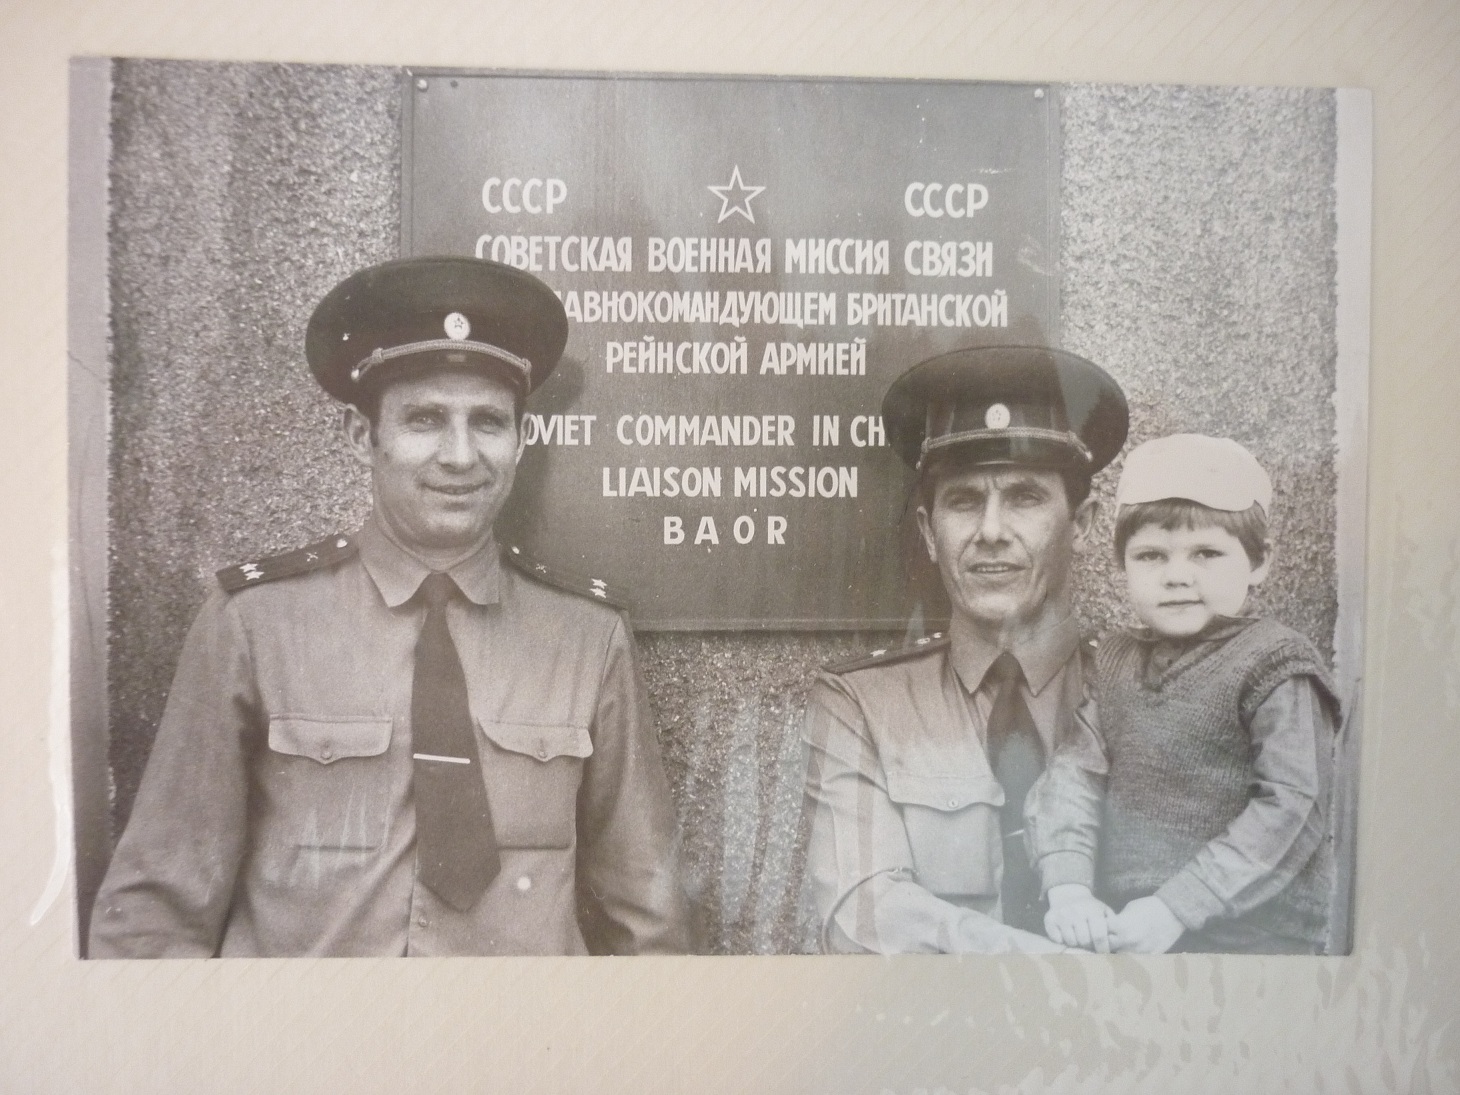 СССР ☆ СССР
СОВЕТСКАЯ ВОЕННАЯ МИССИЯ СВЯЗИ
АВНОКОМАНДУЮЩЕМ БРИТАНСКОЙ
РЕЙНСКОЙ АРМИЕЙ
OVIET COMMANDER IN CH
LIAISON MISSION
BAOR